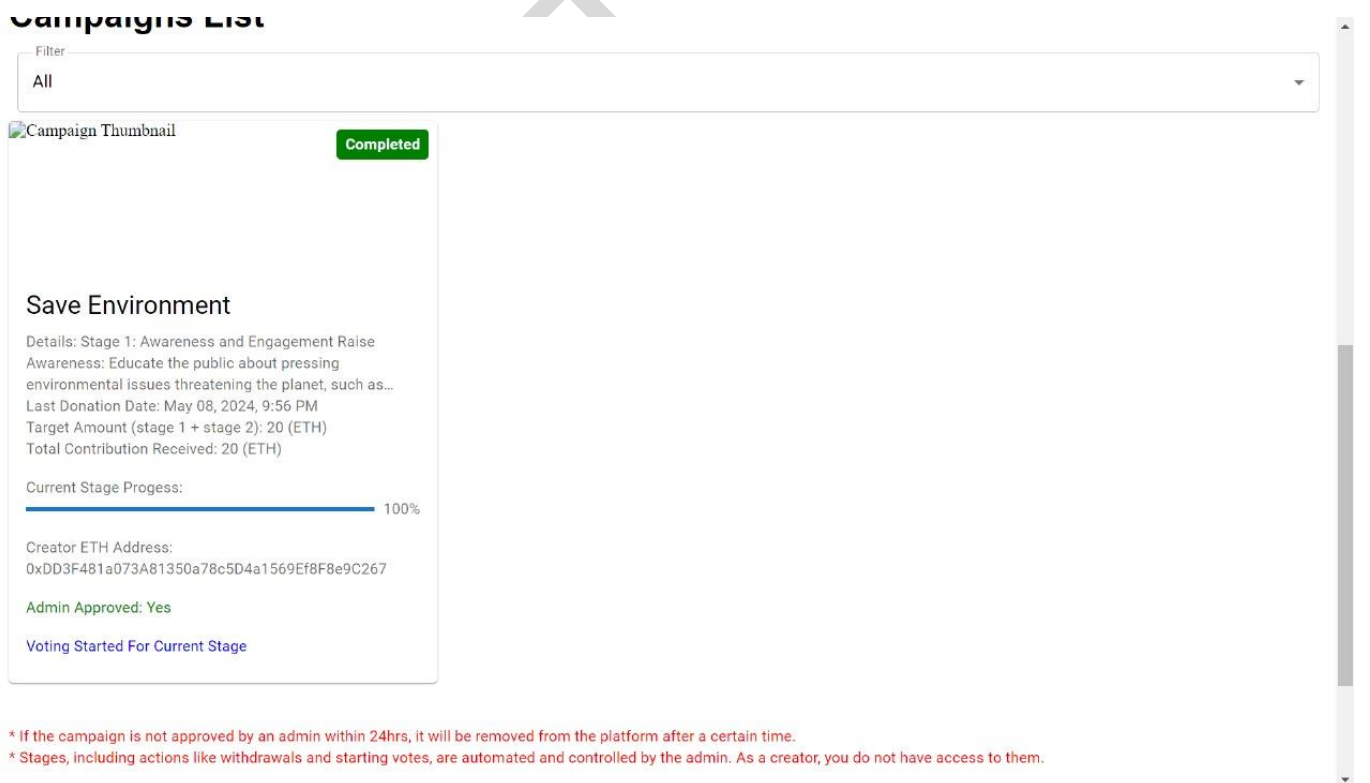 Campaigns List
Filter
All
Campaign Thumbnail
Completed
Save Environment
Details: Stage 1: Awareness and Engagement Raise
Awareness: Educate the public about pressing
environmental issues threatening the planet, such as...
Last Donation Date: May 08, 2024, 9:56 PM
Target Amount (stage 1 + stage 2): 20 (ETH)
Total Contribution Received: 20 (ETH)
Current Stage Progess:
100%
Creator ETH Address:
0xDD3F481a073A81350a78c5D4a1569Ef8F8e9C267
Admin Approved: Yes
Voting Started For Current Stage
* If the campaign is not approved by an admin within 24hrs, it will be removed from the platform after a certain time.
* Stages, including actions like withdrawals and starting votes, are automated and controlled by the admin. As a creator, you do not have access to them.